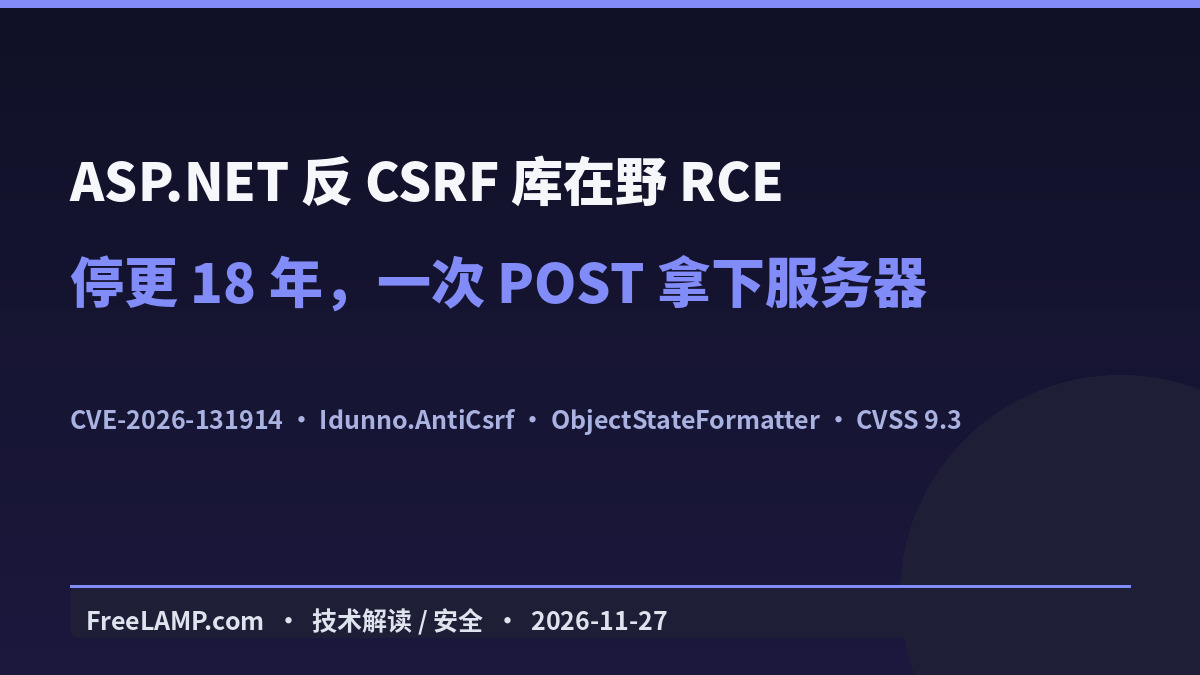 ASP.NET 反 CSRF 库在野 RCE
停更 18 年，一次 POST 拿下服务器
CVE-2026-131914 · Idunno.AntiCsrf · ObjectStateFormatter · CVSS 9.3
FreeLAMP.com · 技术解读 / 安全 · 2026-11-27